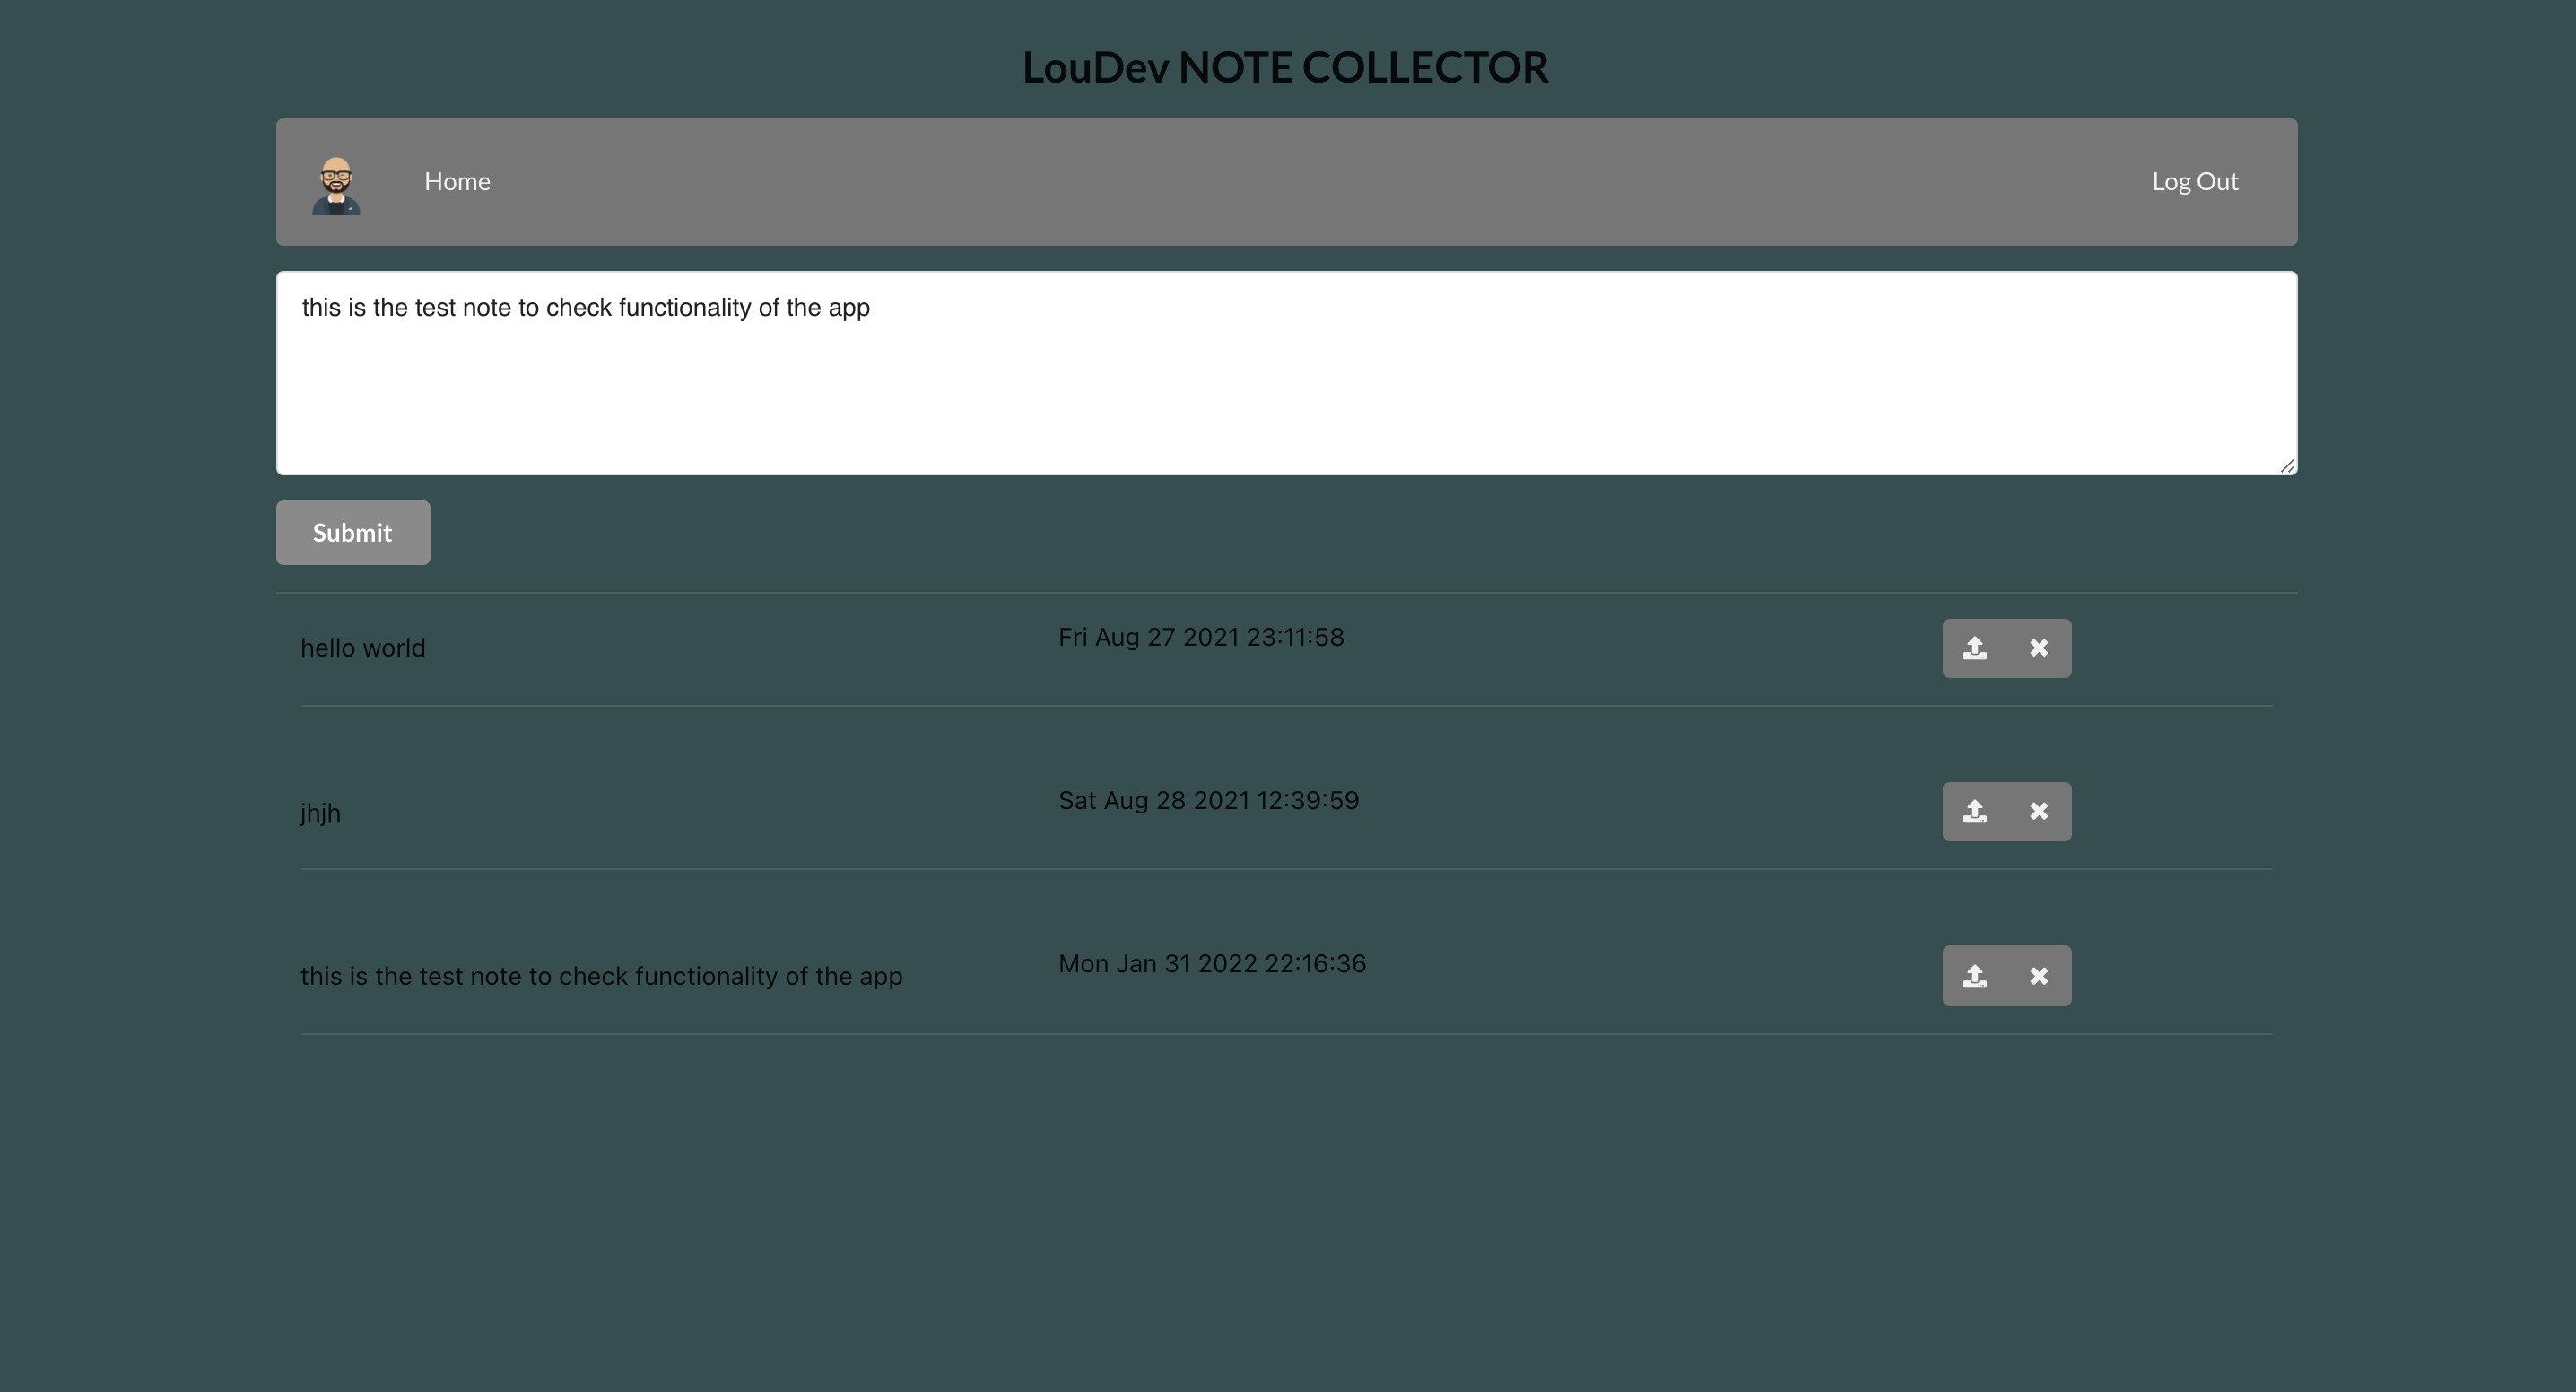 LouDev NOTE COLLECTOR
Home
Log Out
this is the test note to check functionality of the app
Submit
hello world
Fri Aug 27 2021 23:11:58
jhjh
Sat Aug 28 2021 12:39:59
this is the test note to check functionality of the app
Mon Jan 31 2022 22:16:36